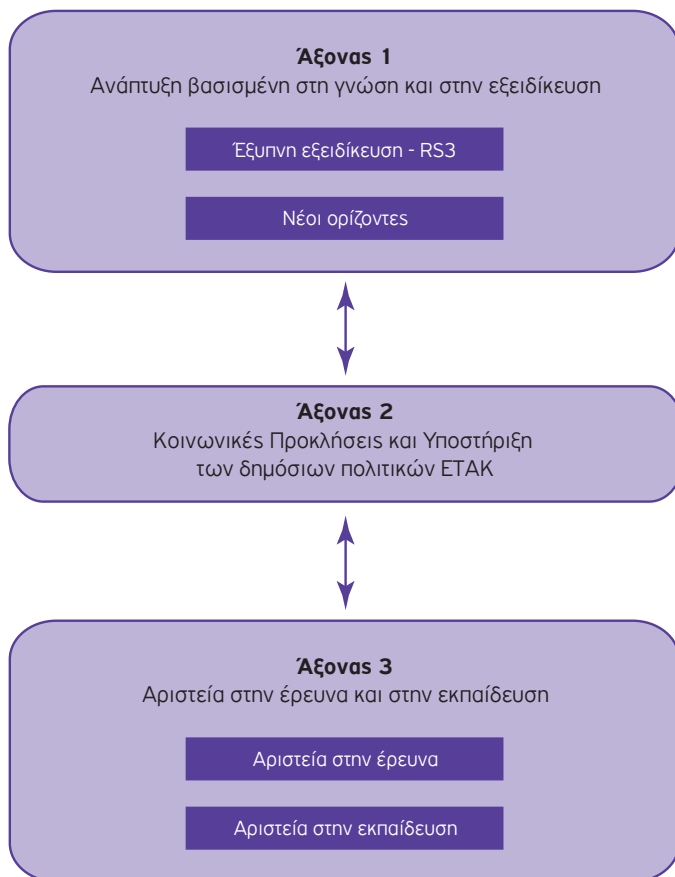 Άξονας 1
Ανάπτυξη βασισμένη στη γνώση και στην εξειδίκευση
Έξυπνη εξειδίκευση - RS3
Νέοι ορίζοντες
Άξονας 2
Κοινωνικές Προκλήσεις και Υποστήριξη
των δημόσιων πολιτικών ΕΤΑΚ
Άξονας 3
Αριστεία στην έρευνα και στην εκπαίδευση
Αριστεία στην έρευνα
Αριστεία στην εκπαίδευση